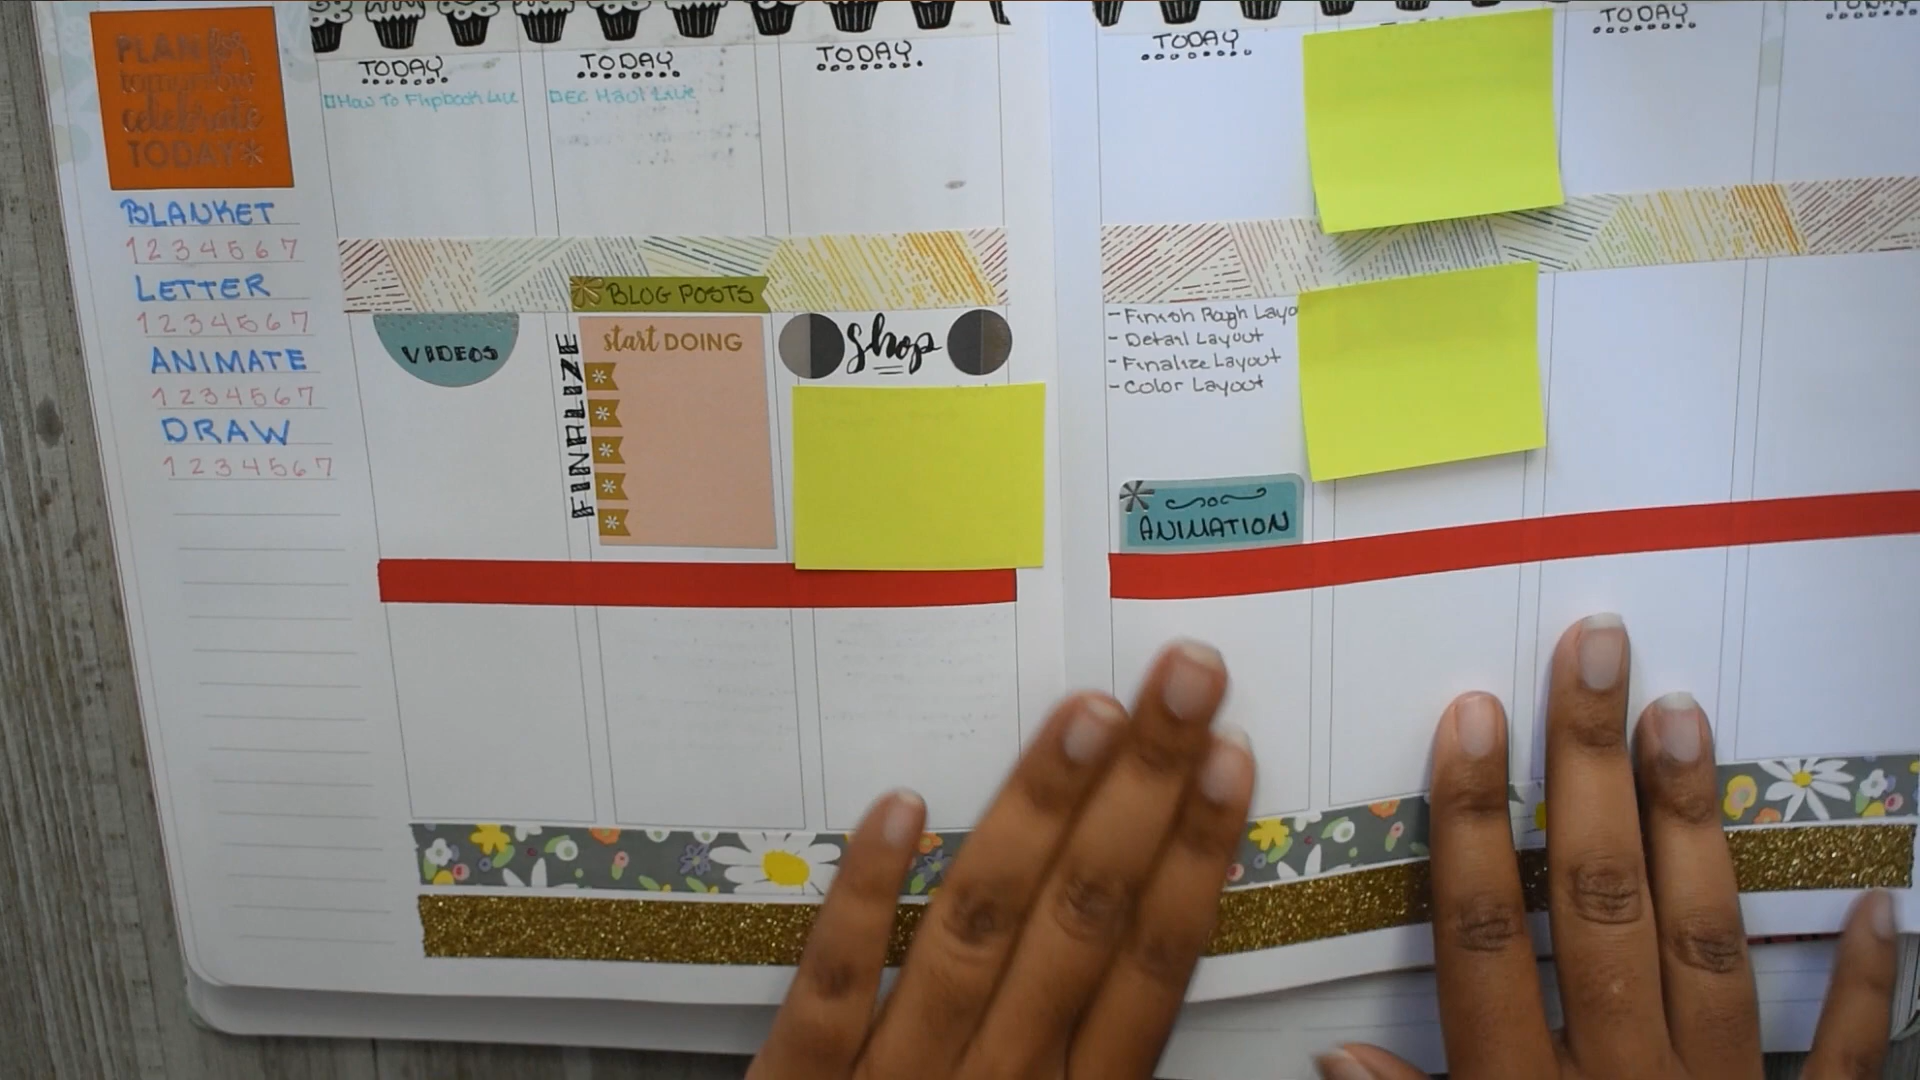 PLAN for
tomorrow
celebrate
TODAY*
BLANKET
1 2 3 4 5 6 7
LETTER
1 2 3 4 5 6 7
ANIMATE
1 2 3 4 5 6 7
DRAW
1 2 3 4 5 6 7
TODAY
How To Flipbook Live
TODAY
DEC Haul Live
TODAY
VIDEOS
FINALIZE
BLOG POSTS
start DOING
Shop
TODAY
- Finish Rough Layo
- Detail Layout
- Finalize Layout
- Color Layout
ANIMATION
TODAY